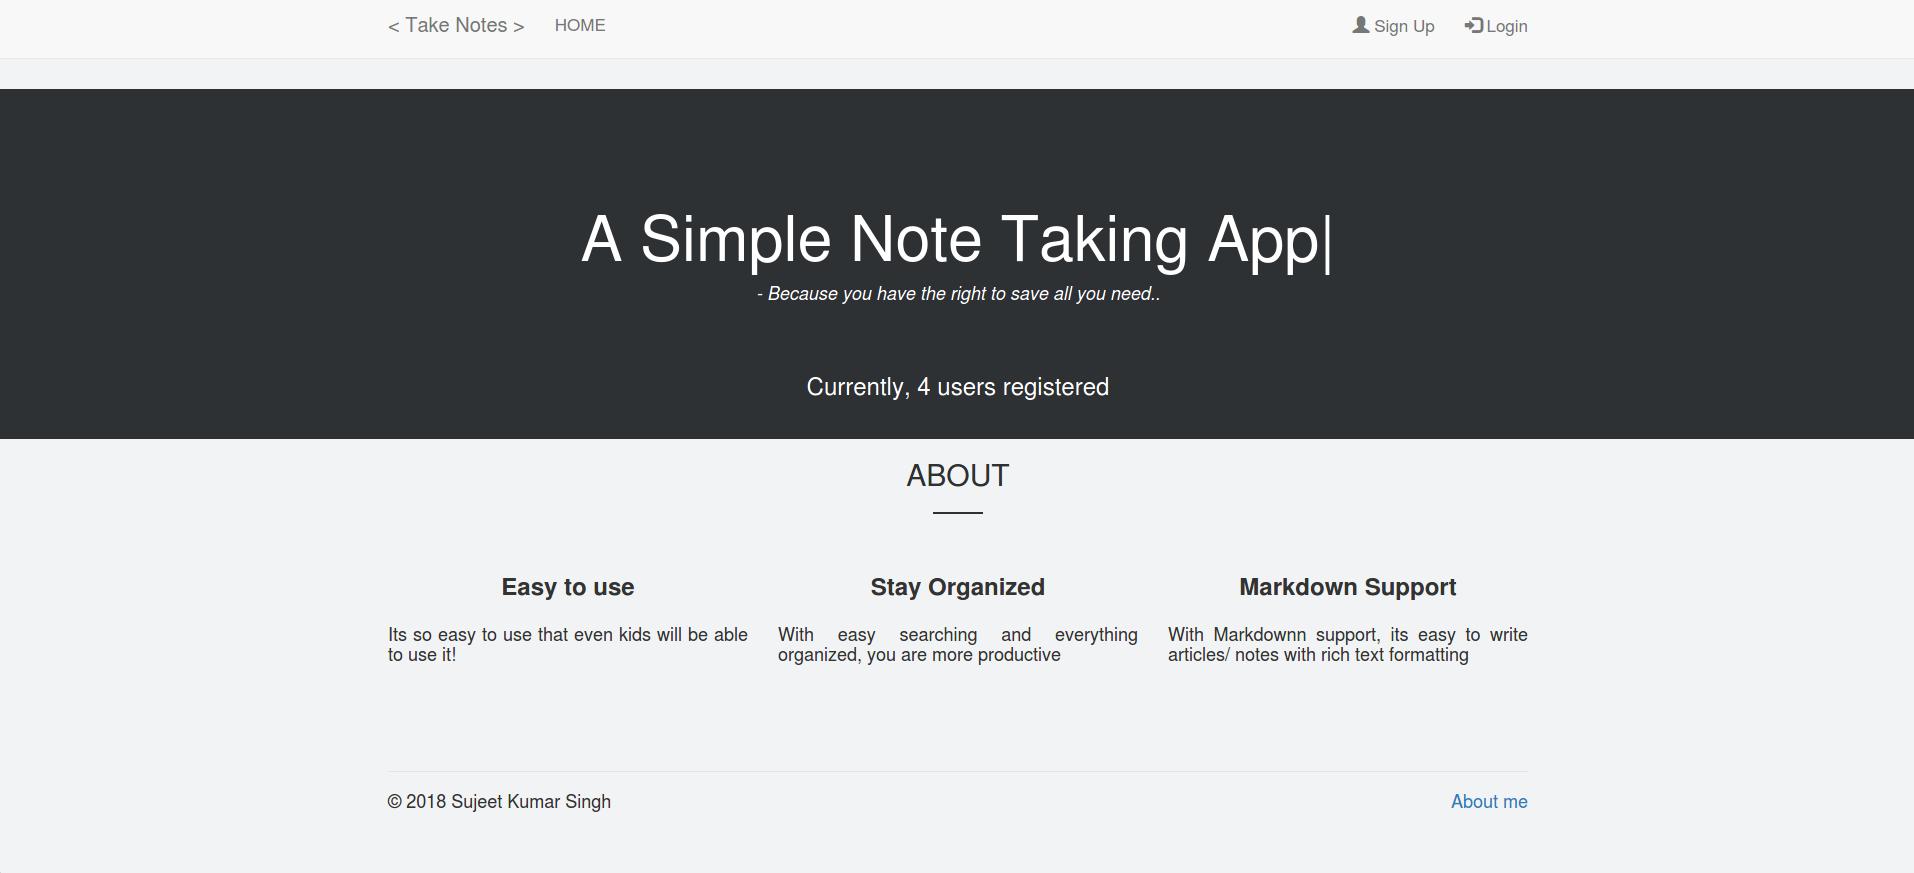 < Take Notes > HOME Sign Up Login
A Simple Note Taking App|
- Because you have the right to save all you need..
Currently, 4 users registered
ABOUT
Easy to use
Its so easy to use that even kids will be able
to use it!
Stay Organized
With easy searching and everything
organized, you are more productive
Markdown Support
With Markdownn support, its easy to write
articles/ notes with rich text formatting
© 2018 Sujeet Kumar Singh
About me